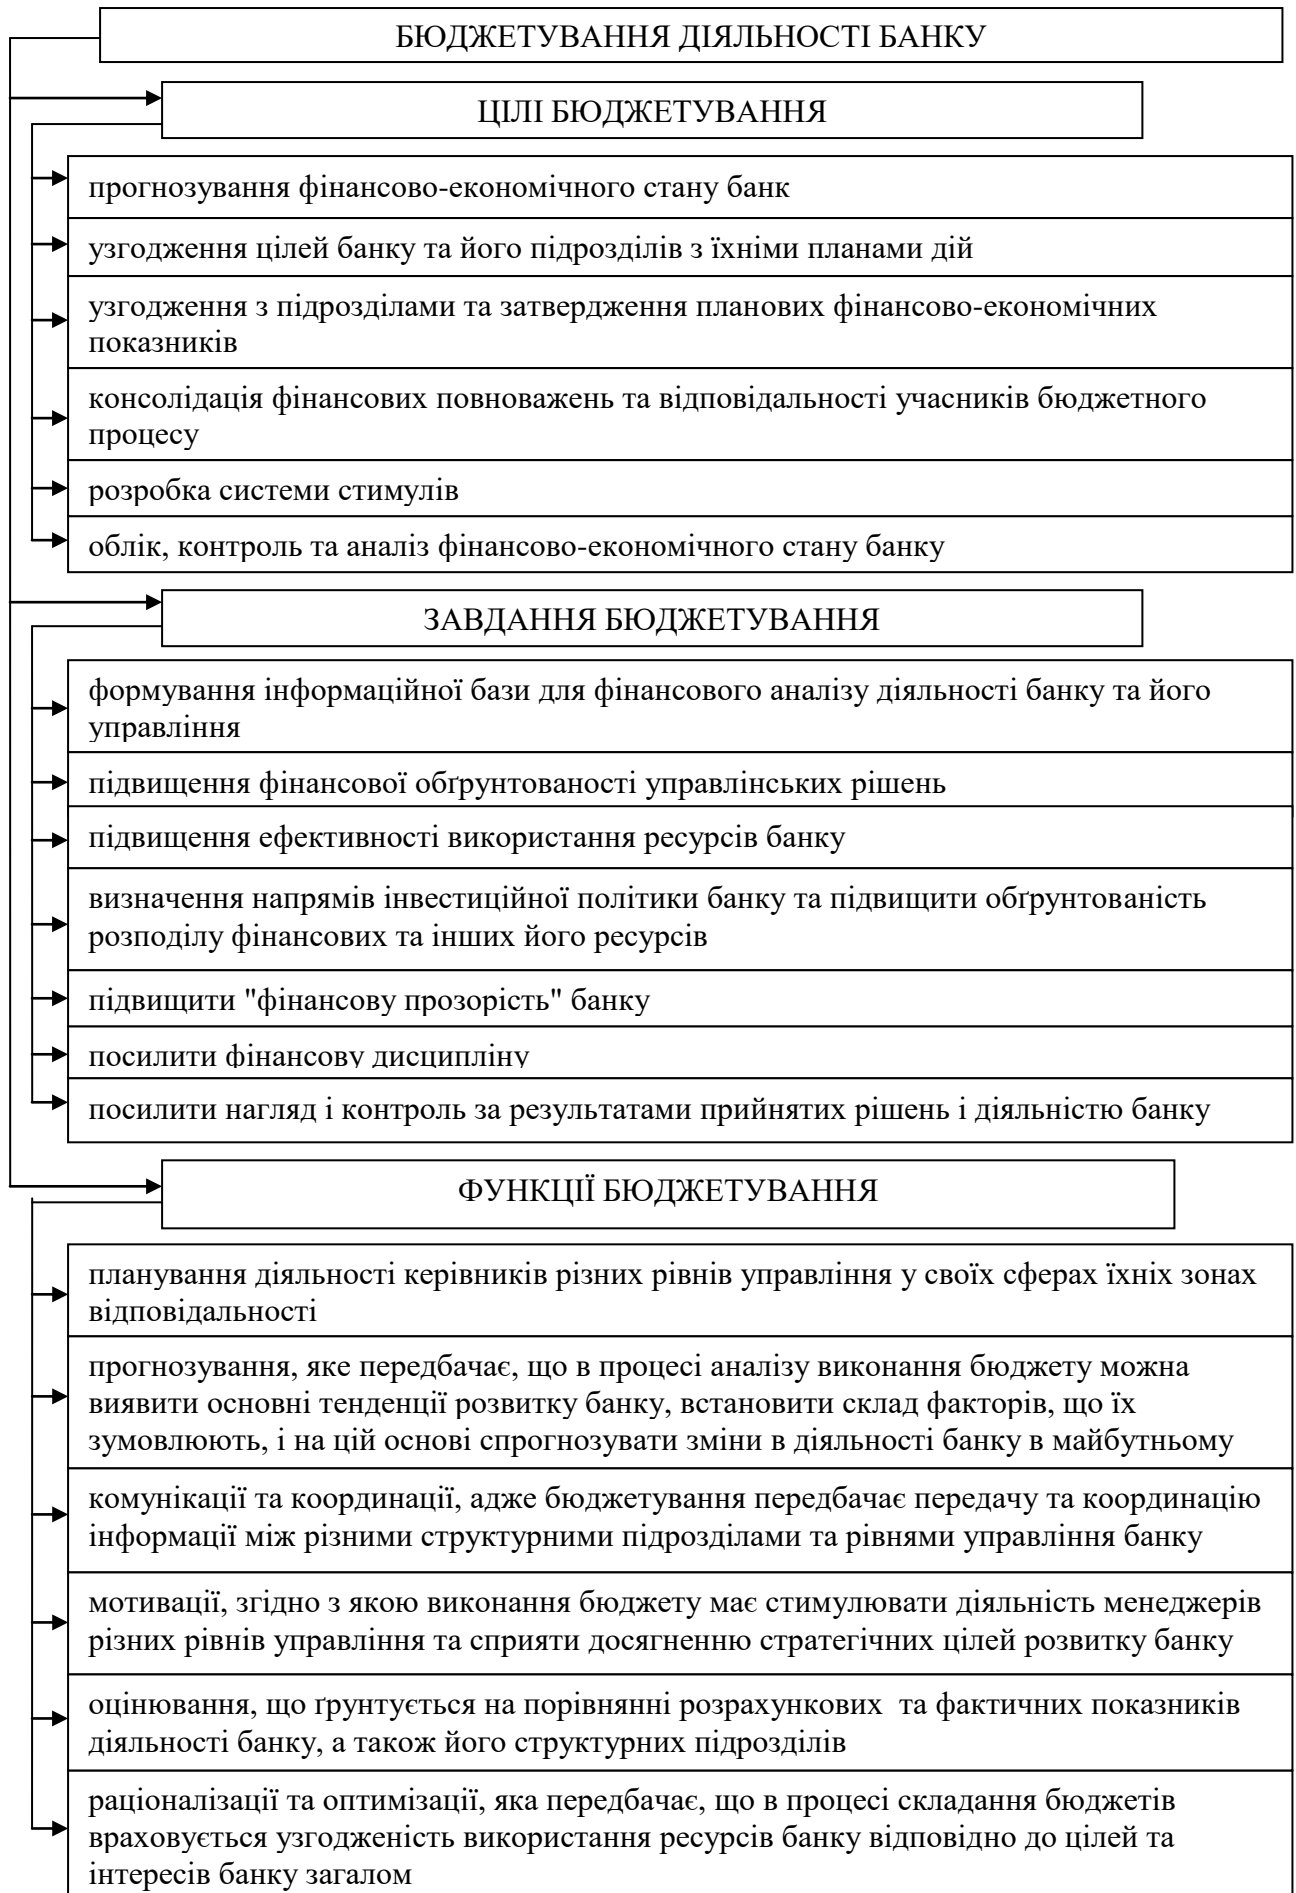 БЮДЖЕТУВАННЯ ДІЯЛЬНОСТІ БАНКУ
ЦІЛІ БЮДЖЕТУВАННЯ
прогнозування фінансово-економічного стану банк
узгодження цілей банку та його підрозділів з їхніми планами дій
узгодження з підрозділами та затвердження планових фінансово-економічних
показників
консолідація фінансових повноважень та відповідальності учасників бюджетного
процесу
розробка системи стимулів
облік, контроль та аналіз фінансово-економічного стану банку
ЗАВДАННЯ БЮДЖЕТУВАННЯ
формування інформаційної бази для фінансового аналізу діяльності банку та його
управління
підвищення фінансової обґрунтованості управлінських рішень
підвищення ефективності використання ресурсів банку
визначення напрямів інвестиційної політики банку та підвищити обґрунтованість
розподілу фінансових та інших його ресурсів
підвищити "фінансову прозорість" банку
посилити фінансову дисципліну
посилити нагляд і контроль за результатами прийнятих рішень і діяльністю банку
ФУНКЦІЇ БЮДЖЕТУВАННЯ
планування діяльності керівників різних рівнів управління у своїх сферах їхніх зонах
відповідальності
прогнозування, яке передбачає, що в процесі аналізу виконання бюджету можна
виявити основні тенденції розвитку банку, встановити склад факторів, що їх
зумовлюють, і на цій основі спрогнозувати зміни в діяльності банку в майбутньому
комунікації та координації, адже бюджетування передбачає передачу та координацію
інформації між різними структурними підрозділами та рівнями управління банку
мотивації, згідно з якою виконання бюджету має стимулювати діяльність менеджерів
різних рівнів управління та сприяти досягненню стратегічних цілей розвитку банку
оцінювання, що ґрунтується на порівнянні розрахункових та фактичних показників
діяльності банку, а також його структурних підрозділів
раціоналізації та оптимізації, яка передбачає, що в процесі складання бюджетів
враховується узгодженість використання ресурсів банку відповідно до цілей та
інтересів банку загалом